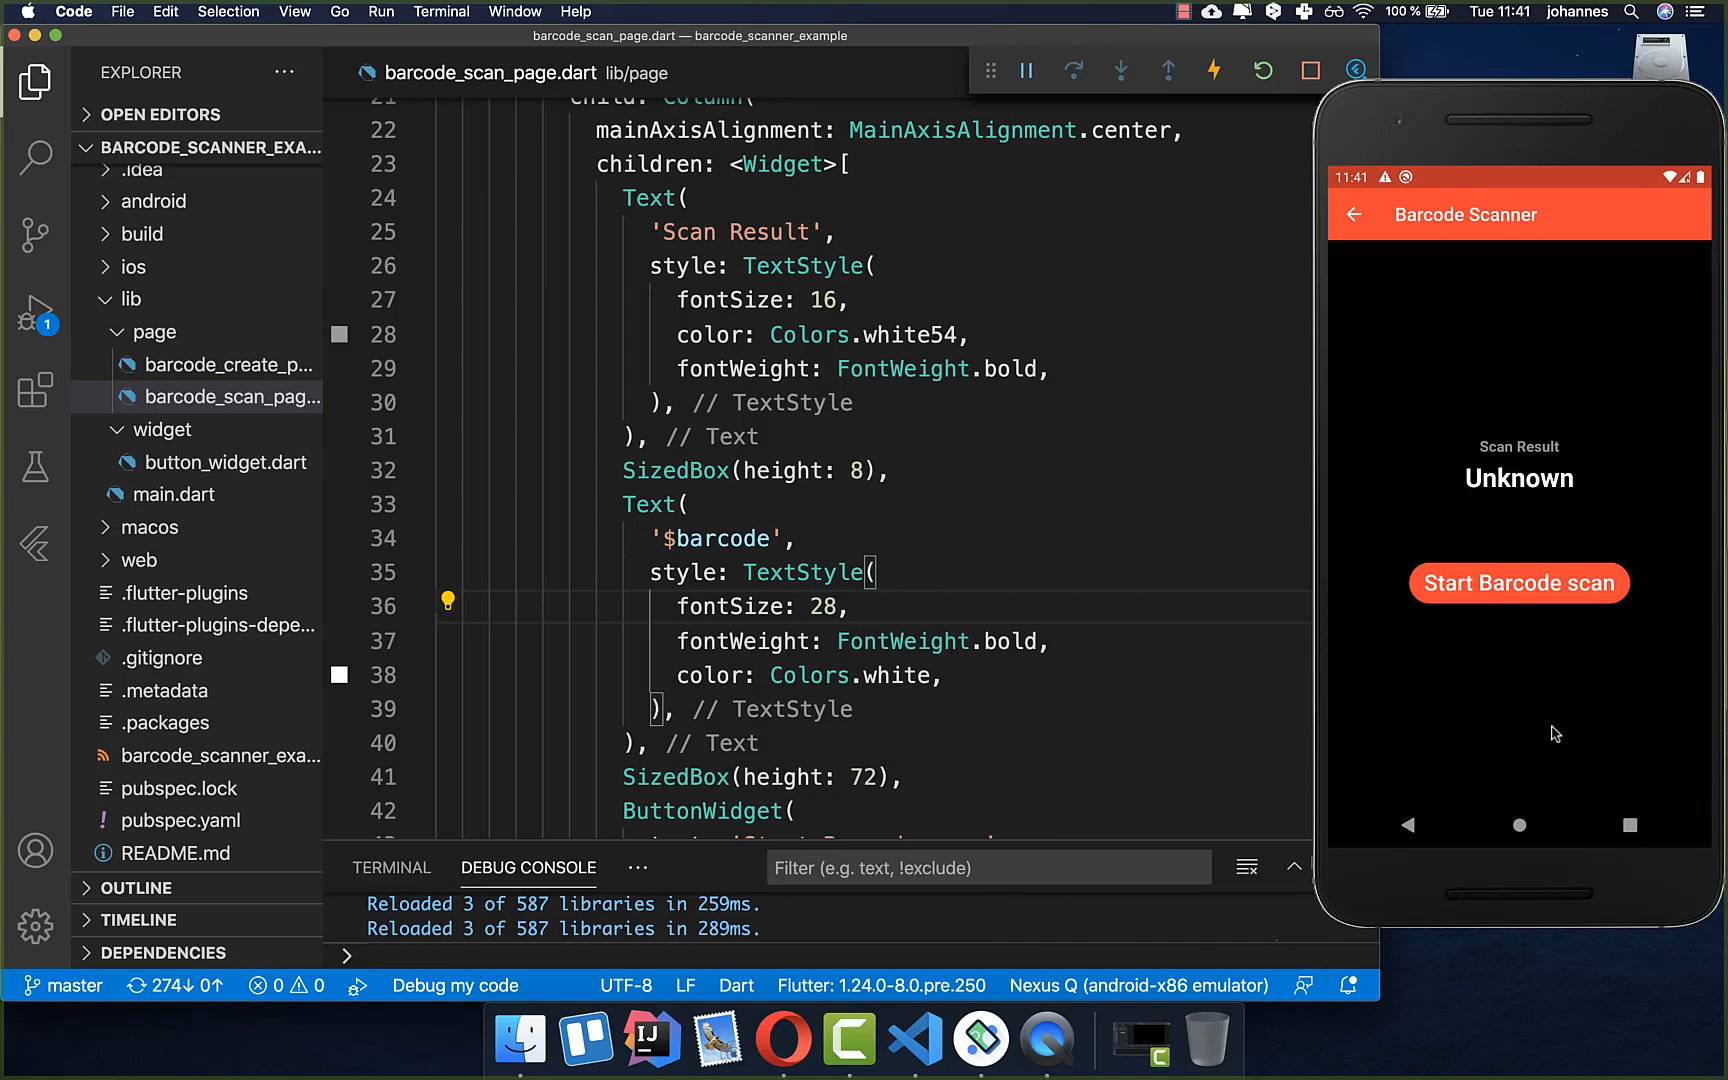 Code File Edit Selection View Go Run Terminal Window Help 100 % Tue 11:41 johannes
barcode_scan_page.dart — barcode_scanner_example
EXPLORER
OPEN EDITORS
BARCODE_SCANNER_EXA...
.idea
android
build
ios
lib
page
barcode_create_p...
barcode_scan_pag...
widget
button_widget.dart
main.dart
macos
web
.flutter-plugins
.flutter-plugins-depe...
.gitignore
.metadata
.packages
barcode_scanner_exa...
pubspec.lock
! pubspec.yaml
README.md
OUTLINE
TIMELINE
DEPENDENCIES
1
barcode_scan_page.dart lib/page
21 child: Column(
22 mainAxisAlignment: MainAxisAlignment.center,
23 children: <Widget>[
24 Text(
25 'Scan Result',
26 style: TextStyle(
27 fontSize: 16,
28 color: Colors.white54,
29 fontWeight: FontWeight.bold,
30 ), // TextStyle
31 ), // Text
32 SizedBox(height: 8),
33 Text(
34 '$barcode',
35 style: TextStyle(
36 fontSize: 28,
37 fontWeight: FontWeight.bold,
38 color: Colors.white,
39 ), // TextStyle
40 ), // Text
41 SizedBox(height: 72),
42 ButtonWidget(
TERMINAL DEBUG CONSOLE ... Filter (e.g. text, !exclude)
Reloaded 3 of 587 libraries in 259ms.
Reloaded 3 of 587 libraries in 289ms.
master 274↓ 0↑ 0 0 Debug my code UTF-8 LF Dart Flutter: 1.24.0-8.0.pre.250 Nexus Q (android-x86 emulator)
11:41
Barcode Scanner
Scan Result
Unknown
Start Barcode scan
IJ